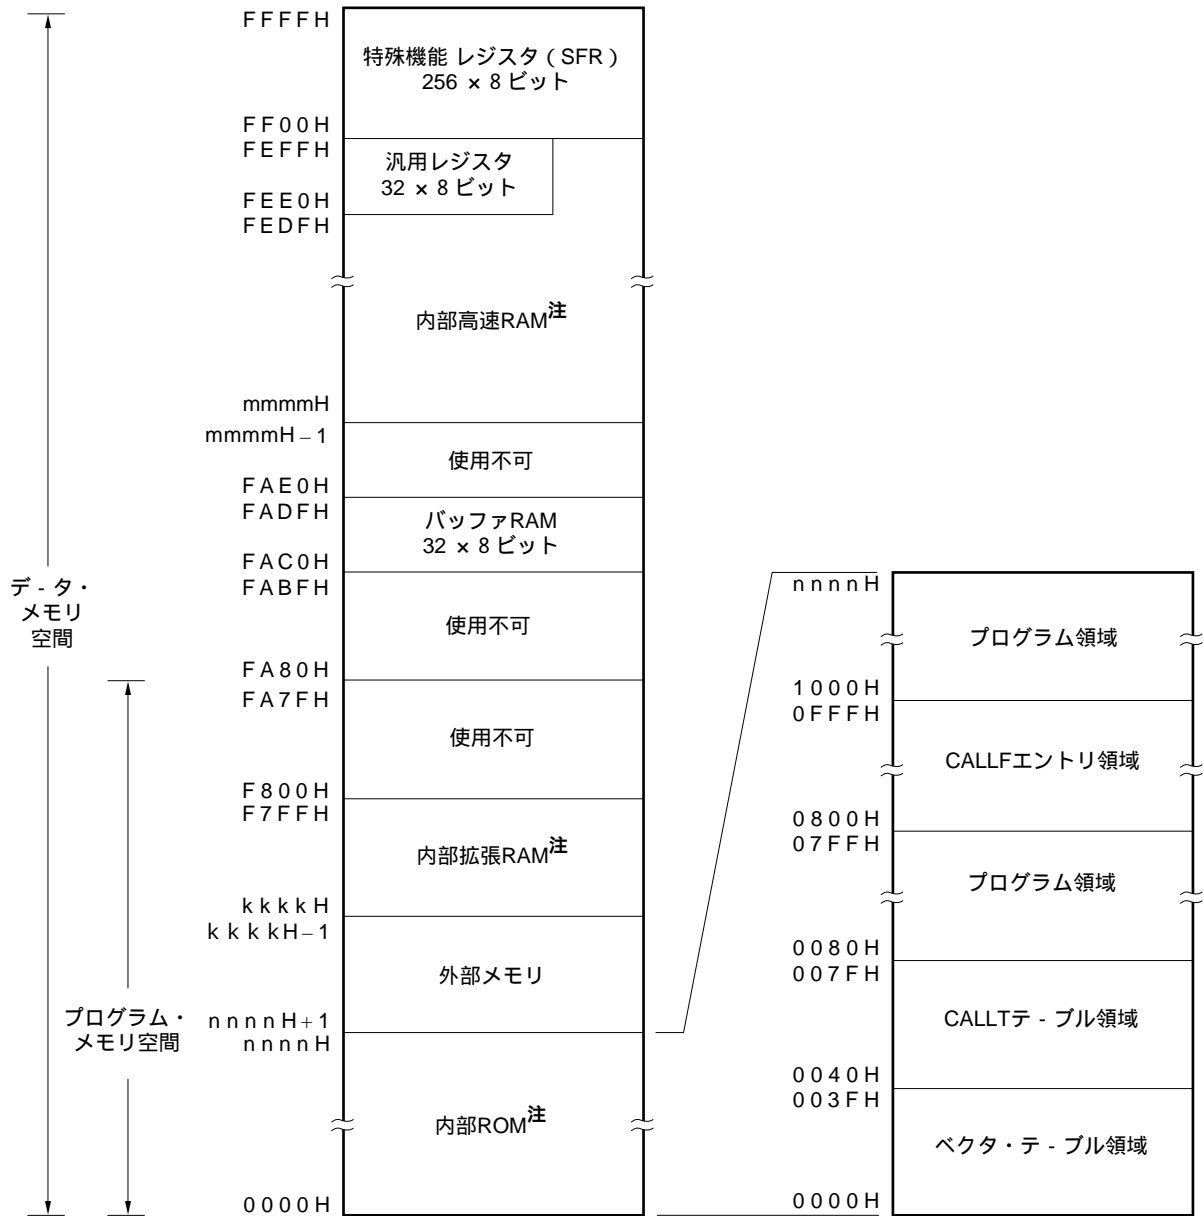 FFFFH
特殊機能 レジスタ ( SFR )
256 × 8 ビット
FF00H
FEFFH
汎用レジスタ
32 × 8 ビット
FEE0H
FEDFH
内部高速RAM注
mmmmH
mmmmH－1
使用不可
FAE0H
FADFH
バッファRAM
32 × 8 ビット
FAC0H
FABFH
使用不可
FA80H
FA7FH
使用不可
F800H
F7FFH
内部拡張RAM注
kkkkH
kkkkH－1
外部メモリ
nnnnH+1
nnnnH
内部ROM注
0000H
デ - タ・
メモリ
空間
プログラム・
メモリ空間
nnnnH
プログラム領域
1000H
0FFFH
CALLFエントリ領域
0800H
07FFH
プログラム領域
0080H
007FH
CALLTテ - ブル領域
0040H
003FH
ベクタ・テ - ブル領域
0000H